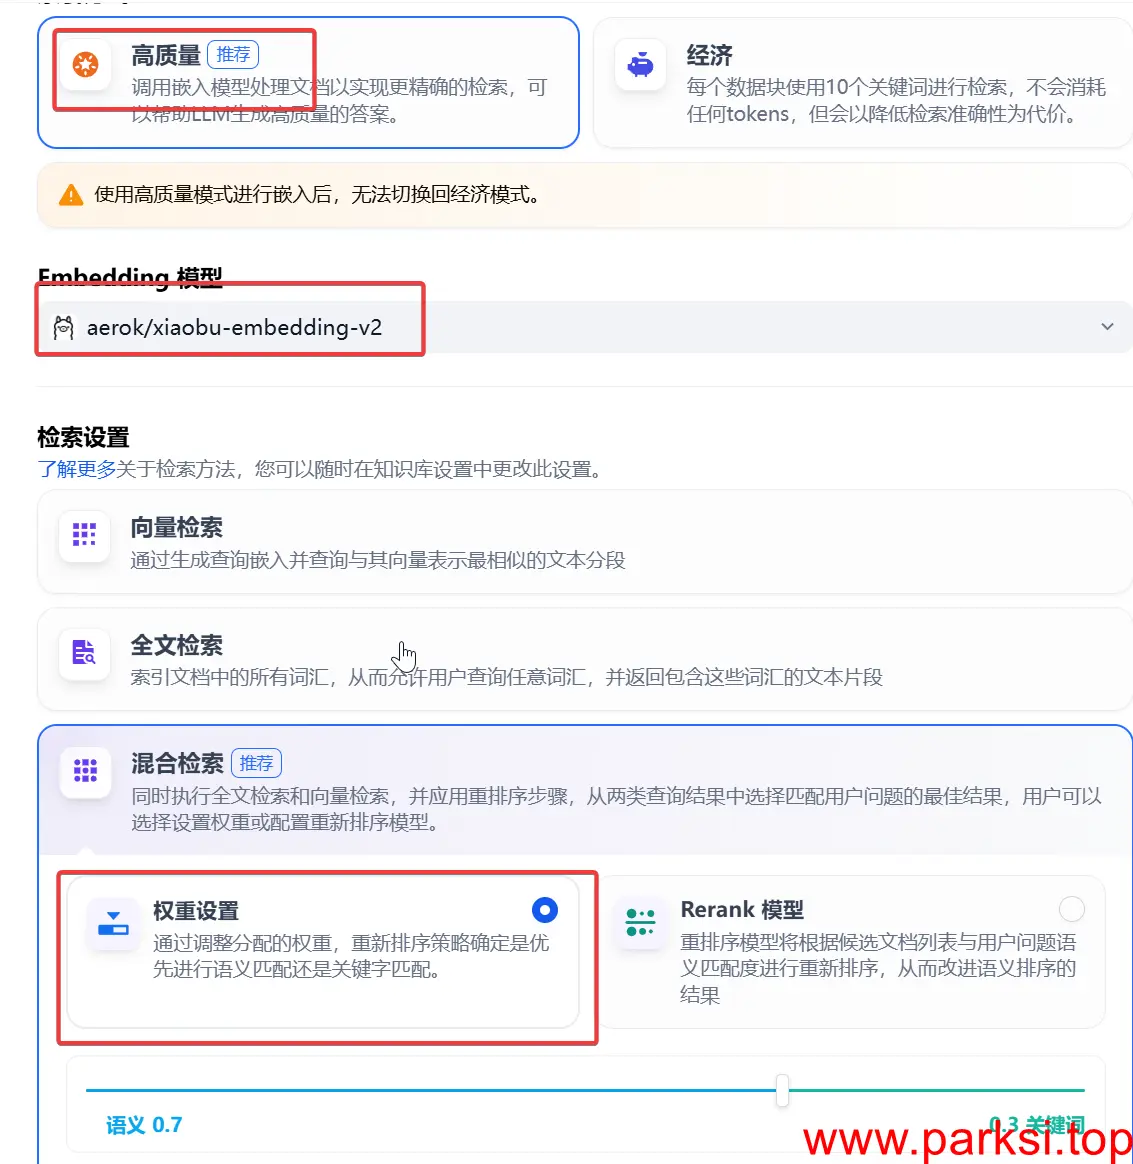 高质量 推荐
调用嵌入模型处理文档以实现更精确的检索，可
以帮助LLM生成高质量的答案。
经济
每个数据块使用10个关键词进行检索，不会消耗
任何tokens，但会以降低检索准确性为代价。
使用高质量模式进行嵌入后，无法切换回经济模式。
Embedding 模型
aerok/xiaobu-embedding-v2
检索设置
了解更多关于检索方法，您可以随时在知识库设置中更改此设置。
向量检索
通过生成查询嵌入并查询与其向量表示最相似的文本分段
全文检索
索引文档中的所有词汇，从而允许用户查询任意词汇，并返回包含这些词汇的文本片段
混合检索 推荐
同时执行全文检索和向量检索，并应用重排序步骤，从两类查询结果中选择匹配用户问题的最佳结果，用户可以
选择设置权重或配置重新排序模型。
权重设置
通过调整分配的权重，重新排序策略确定是优
先进行语义匹配还是关键字匹配。
Rerank 模型
重排序模型将根据候选文档列表与用户问题语
义匹配度进行重新排序，从而改进语义排序的
结果
语义 0.7
0.3 关键词
www.parksi.top